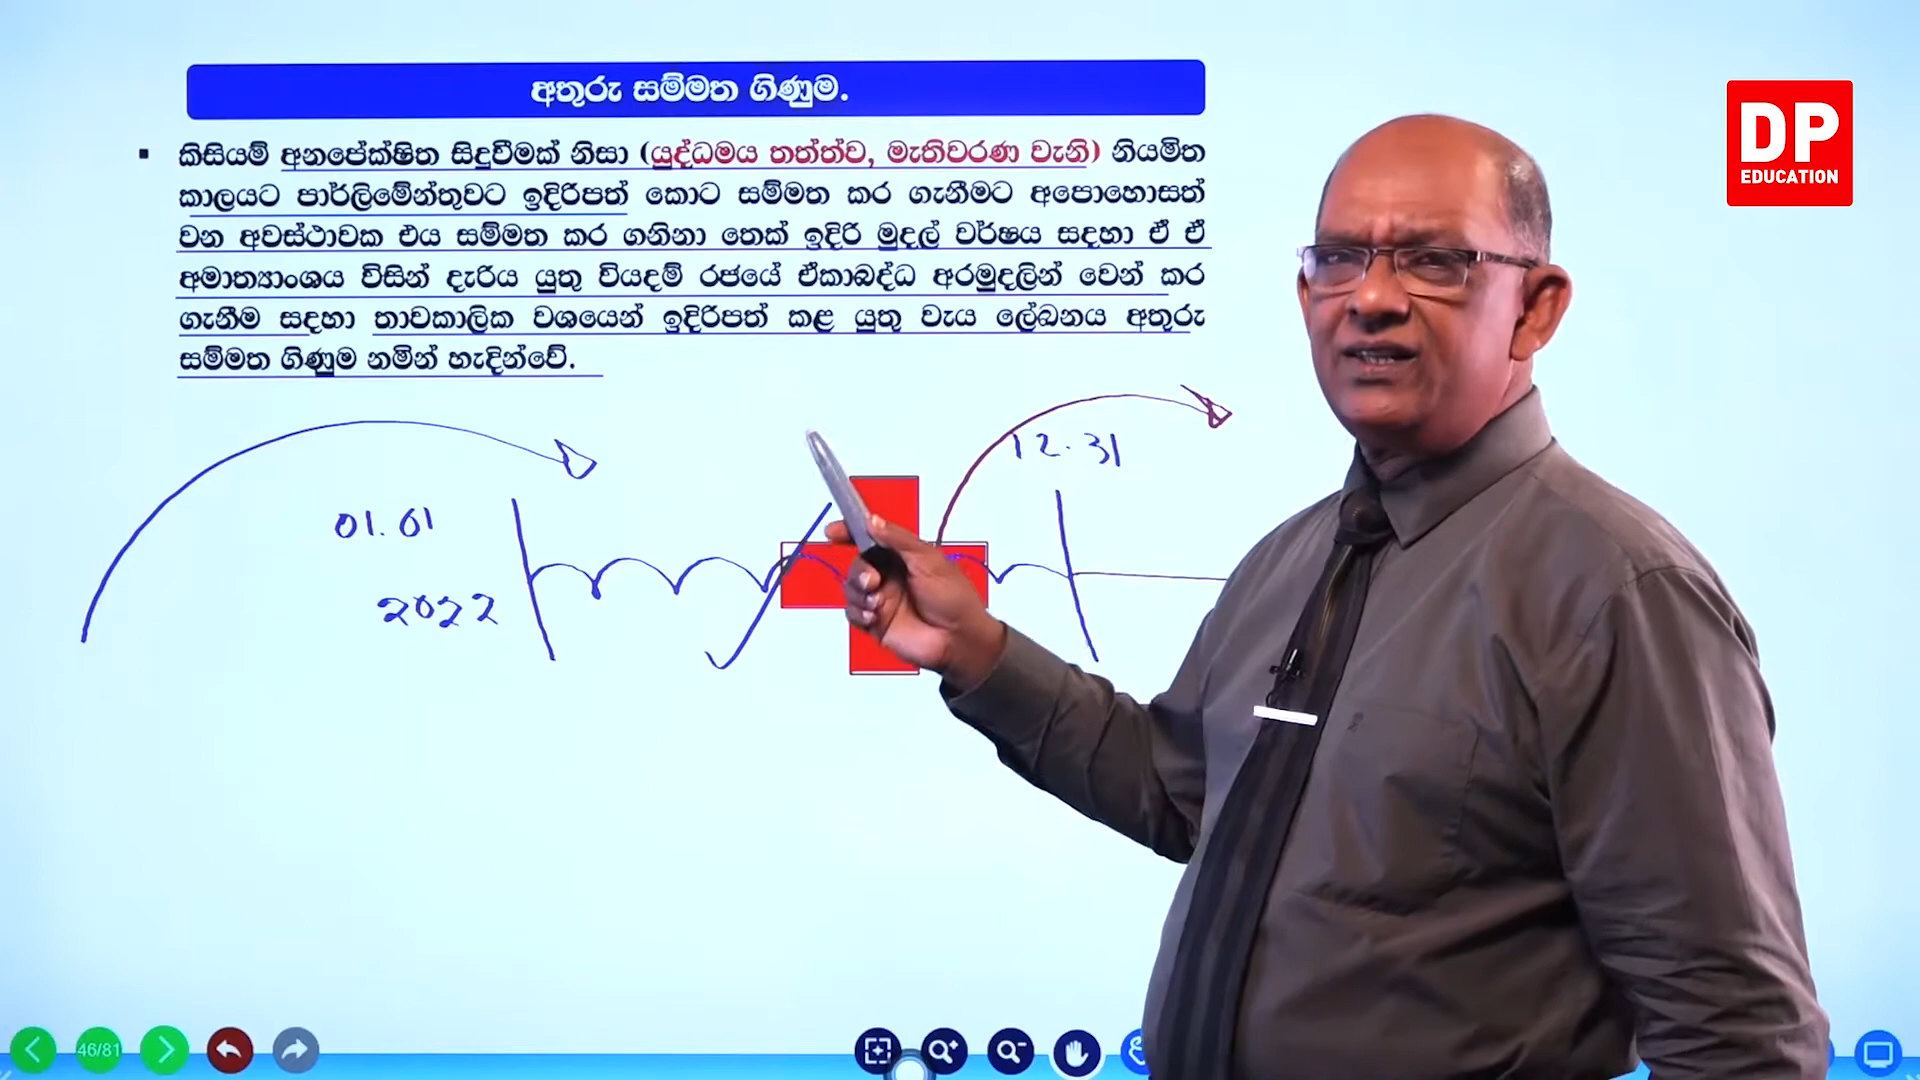 අතුරු සම්මත ගිණුම.
DP
EDUCATION
▪ කිසියම් අනපේක්ෂිත සිදුවීමක් නිසා (යුද්ධමය තත්ත්ව, මැතිවරණ වැනි) නියමිත
කාලයට පාර්ලිමේන්තුවට ඉදිරිපත් කොට සම්මත කර ගැනීමට අපොහොසත්
වන අවස්ථාවක එය සම්මත කර ගනිනා තෙක් ඉදිරි මුදල් වර්ෂය සදහා ඒ ඒ
අමාත්‍යාංශය විසින් දැරිය යුතු වියදම් රජයේ ඒකාබද්ධ අරමුදලින් වෙන් කර
ගැනීම සදහා තාවකාලික වශයෙන් ඉදිරිපත් කළ යුතු වැය ලේඛනය අතුරු
සම්මත ගිණුම නමින් හැදින්වේ.
12.31
01.01
2022
46/81